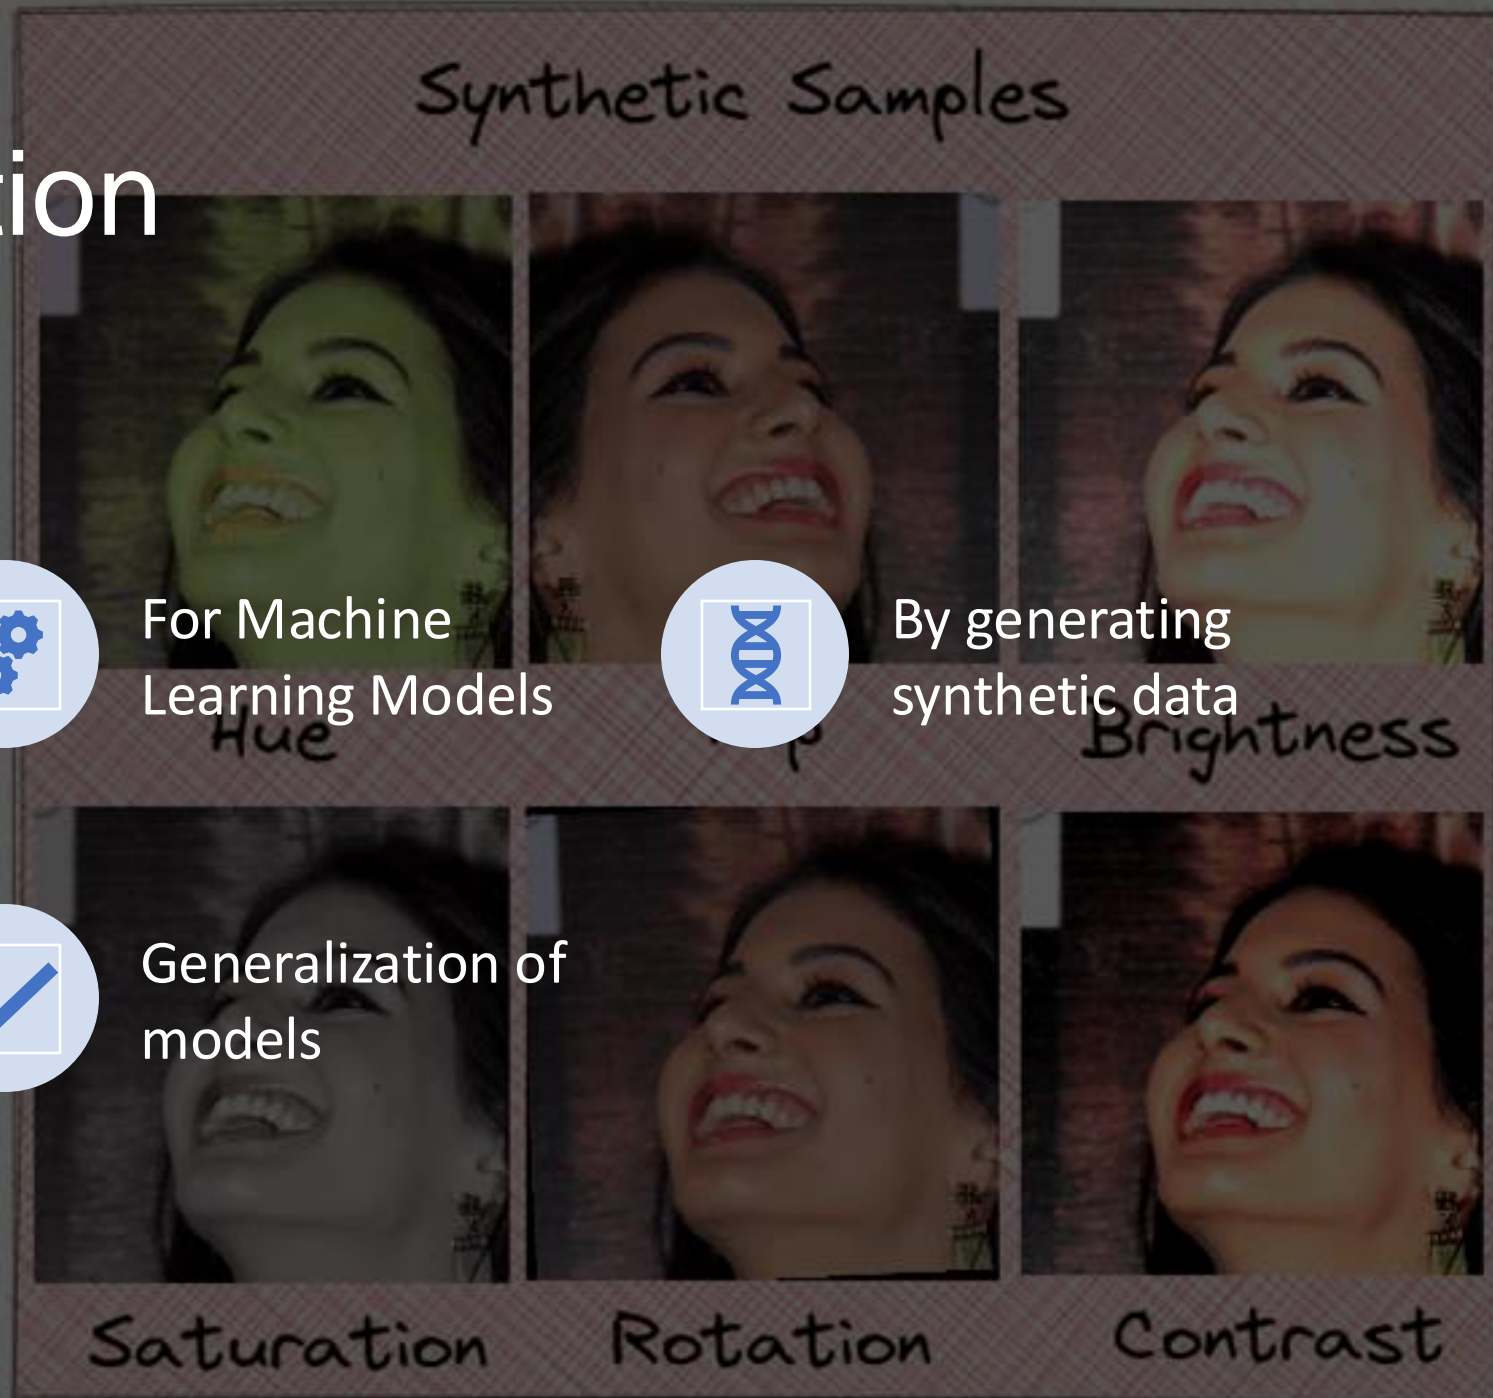 Synthetic Samples
tion
For Machine
Learning Models
By generating
synthetic data
Hue
Brightness
Generalization of
models
Saturation
Rotation
Contrast